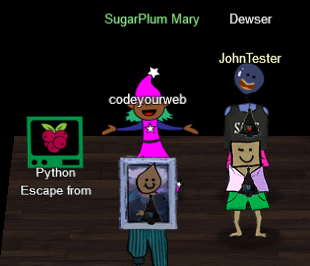 SugarPlum Mary
Dewser
JohnTester
codeyourweb
Python
Escape from